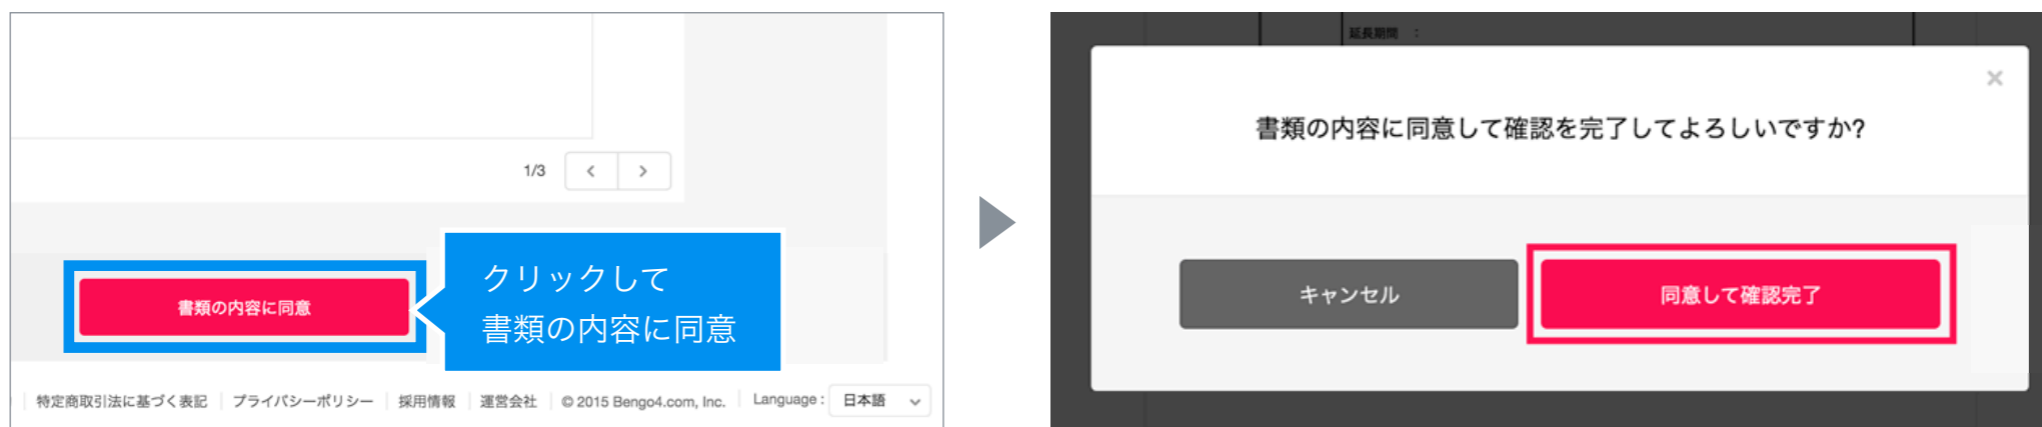 1/3
書類の内容に同意
クリックして
書類の内容に同意
特定商取引法に基づく表記 プライバシーポリシー 採用情報 運営会社 © 2015 Bengo4.com, Inc. Language : 日本語
延長期間 ：
書類の内容に同意して確認を完了してよろしいですか?
キャンセル
同意して確認完了